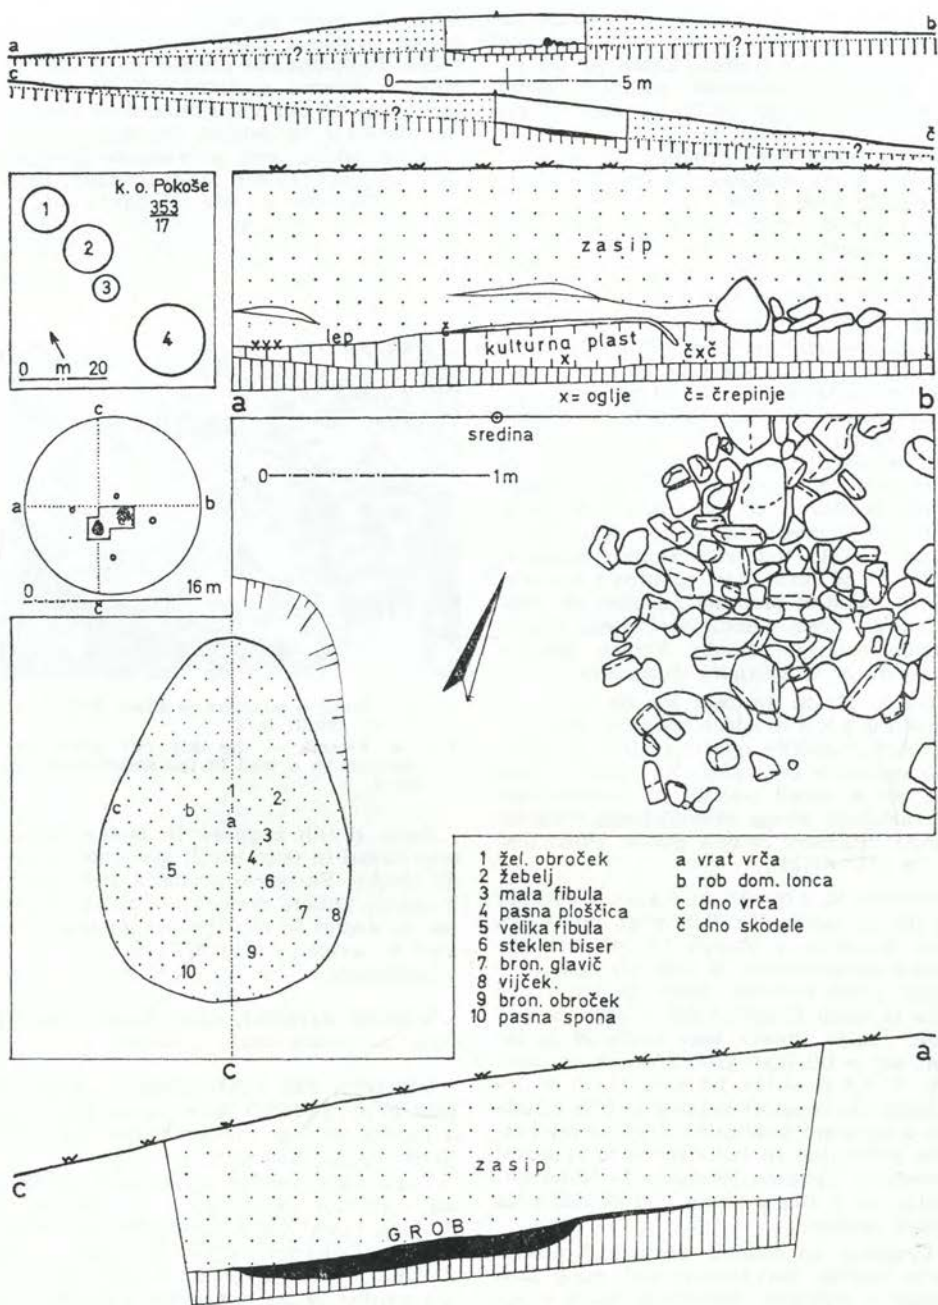 a ? ? b
c 0 5 m
? ? č
k. o. Pokoše
353
17
1
2
3
4
m
0 20
zasip
xxx lep č kulturna plast čxč
x
x= oglje č= črepinje
a b
sredina
0 1m
c
a b
0 16 m
č
1
2
a
b
c
3
4
5
6
7 8
9
10
C
1 žel. obroček
2 žebelj
3 mala fibula
4 pasna ploščica
5 velika fibula
6 steklen biser
7 bron. glavič
8 vijček.
9 bron. obroček
10 pasna spona
a vrat vrča
b rob dom. lonca
c dno vrča
č dno skodele
a
zasip
C
GROB